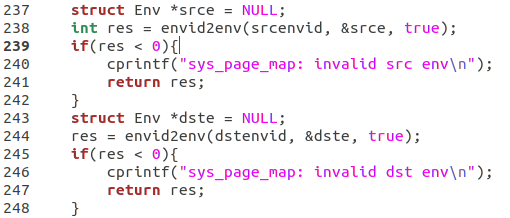 237 struct Env *srce = NULL;
238 int res = envid2env(srcenvid, &srce, true);
239 if(res < 0){
240 cprintf("sys_page_map: invalid src env\n");
241 return res;
242 }
243 struct Env *dste = NULL;
244 res = envid2env(dstenvid, &dste, true);
245 if(res < 0){
246 cprintf("sys_page_map: invalid dst env\n");
247 return res;
248 }